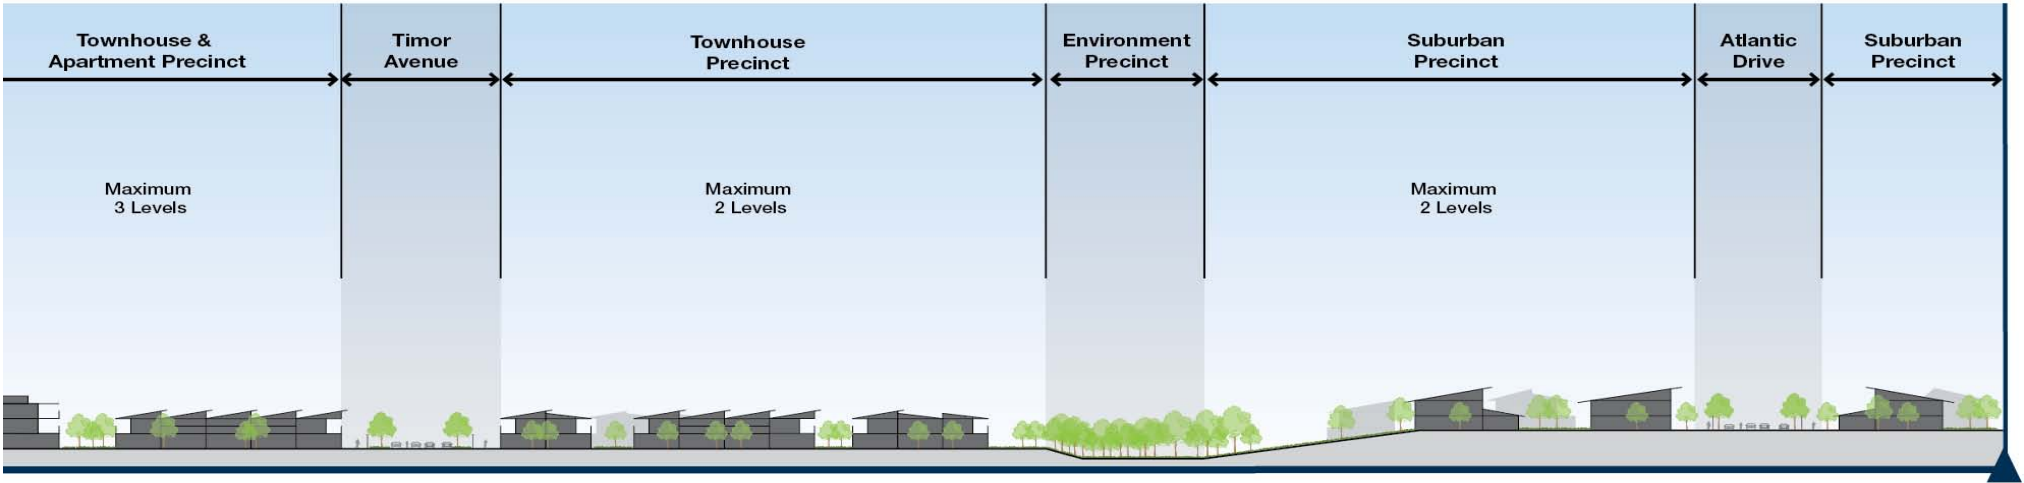 Townhouse &
Apartment Precinct
Timor
Avenue
Townhouse
Precinct
Environment
Precinct
Suburban
Precinct
Atlantic
Drive
Suburban
Precinct
Maximum
3 Levels
Maximum
2 Levels
Maximum
2 Levels